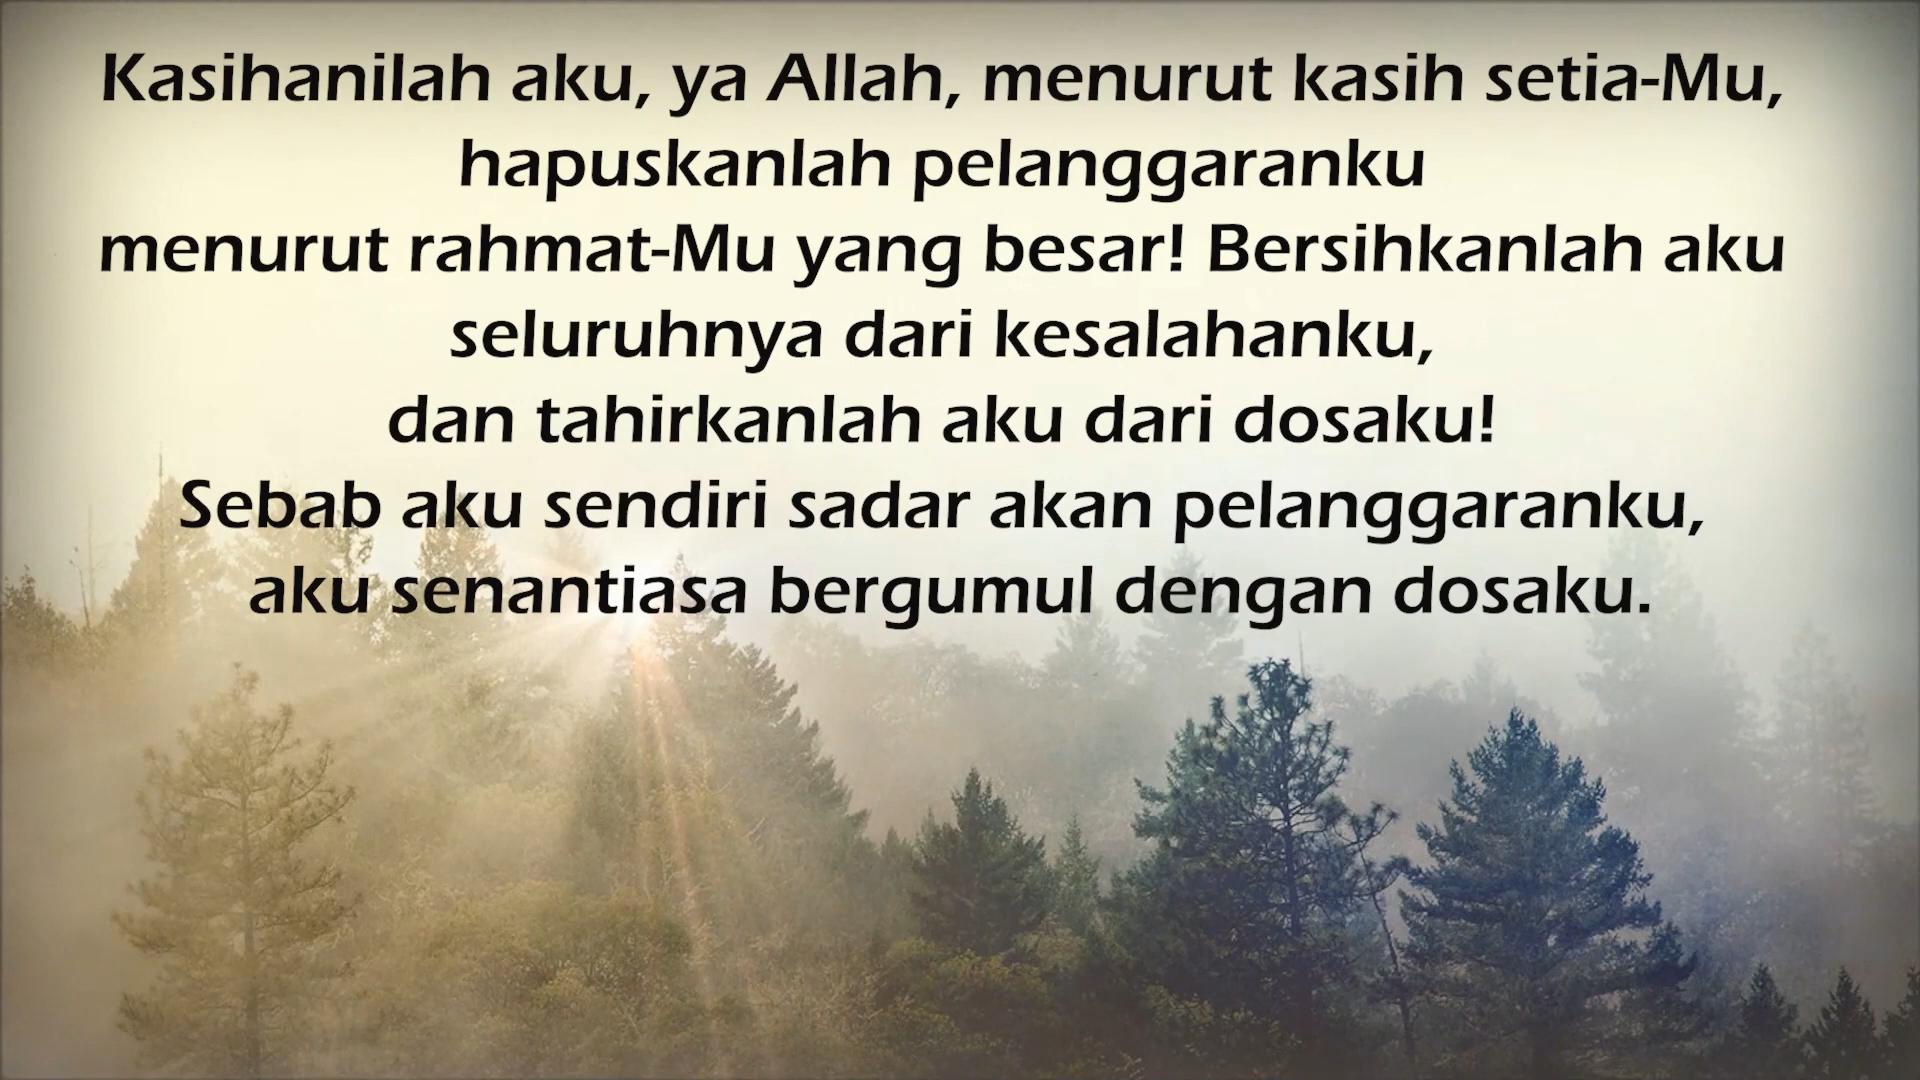 Kasihanilah aku, ya Allah, menurut kasih setia-Mu,
hapuskanlah pelanggaranku
menurut rahmat-Mu yang besar! Bersihkanlah aku
seluruhnya dari kesalahanku,
dan tahirkanlah aku dari dosaku!
Sebab aku sendiri sadar akan pelanggaranku,
aku senantiasa bergumul dengan dosaku.